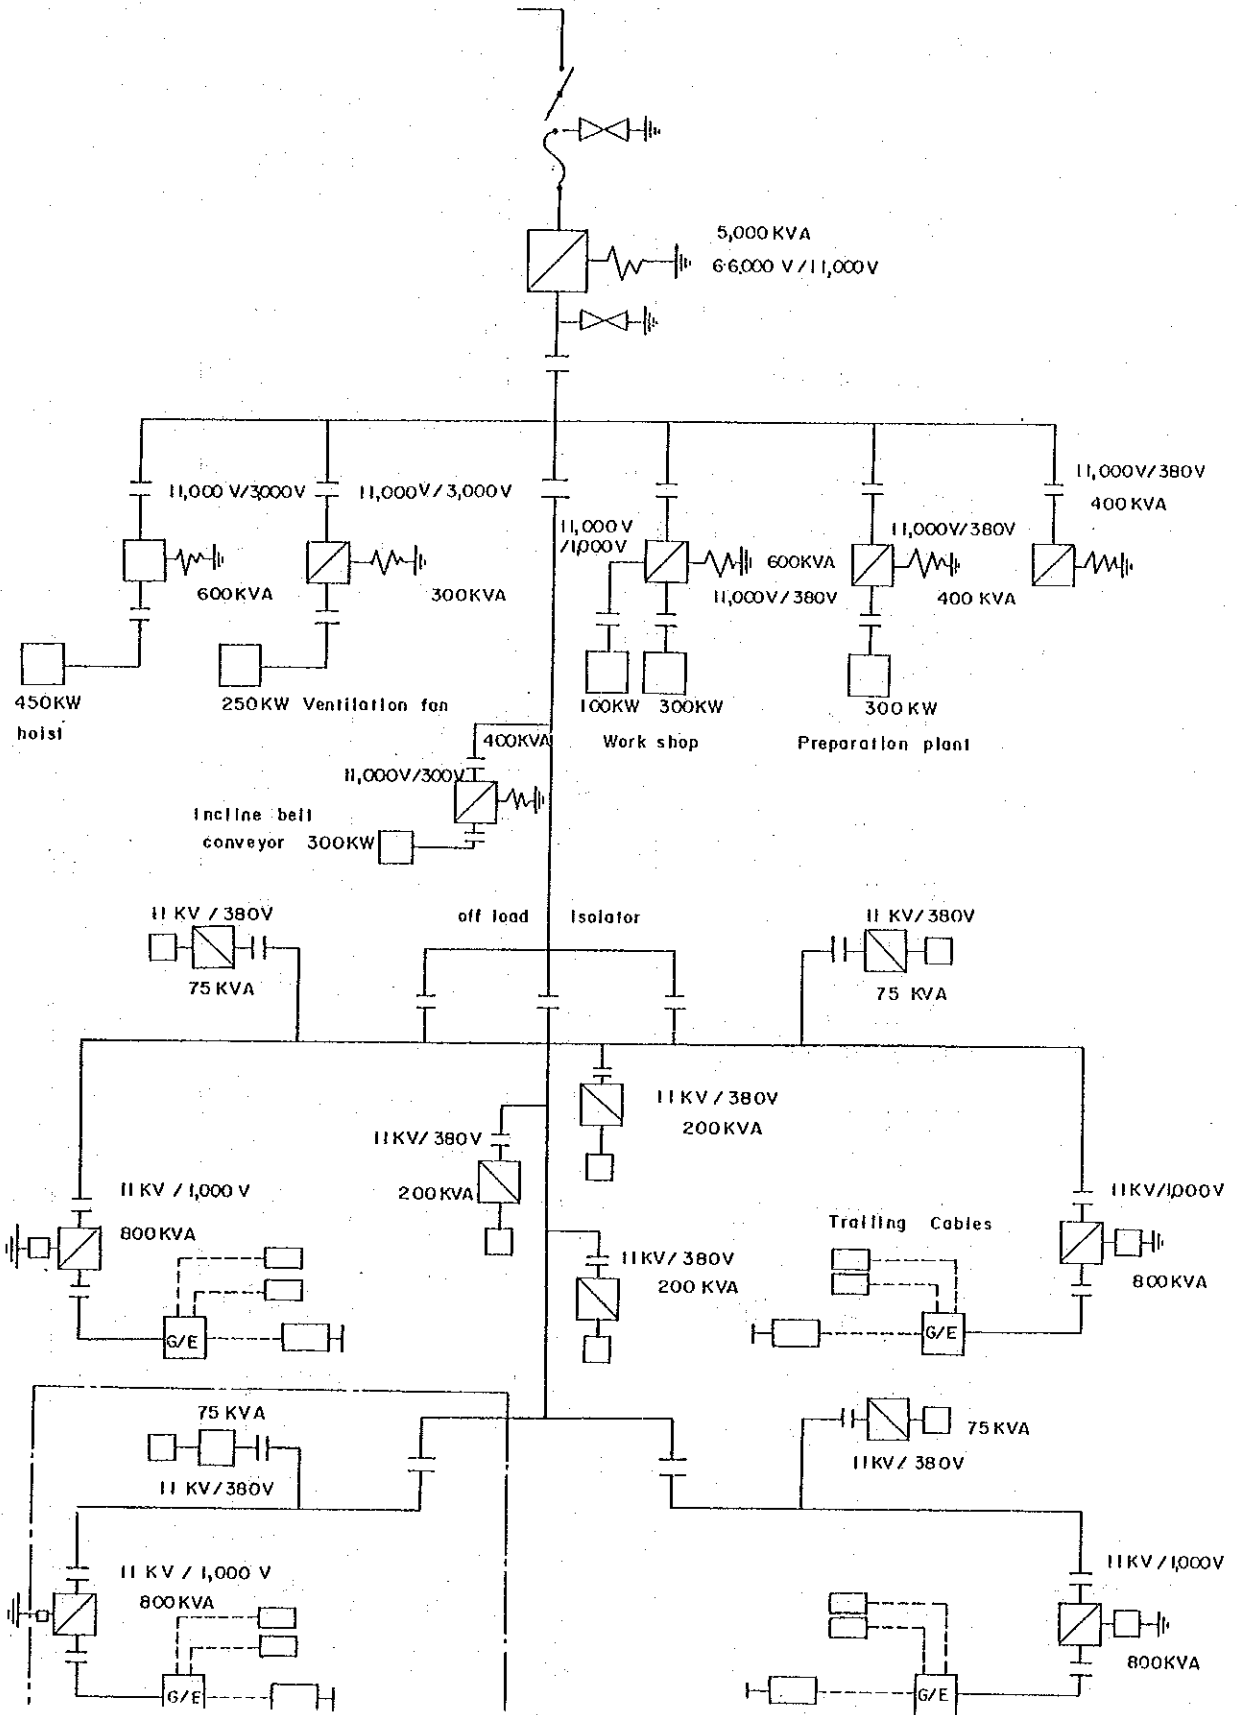 5,000 KVA
6·6,000 V/11,000V
11,000 V/3,000V
11,000V/3,000V
11,000V/380V
400 KVA
11,000V
/1,000V
11,000V/380V
600KVA
300KVA
600KVA
11,000V/380V
400 KVA
450KW
hoist
250KW Ventilation fan
100KW 300KW
Work shop
300 KW
Preparation plant
400KVA
11,000V/300V
Incline belt
conveyor 300KW
11 KV / 380V
75 KVA
off load Isolator
11 KV/380V
75 KVA
11 KV / 380V
200 KVA
11KV/ 380V
200KVA
11 KV / 1,000 V
800KVA
11KV/ 380V
200 KVA
Trailing Cables
11KV/1,000V
800KVA
G/E
G/E
75 KVA
11 KV/380V
75 KVA
11KV/ 380V
11 KV / 1,000 V
800KVA
11KV/1,000V
800KVA
G/E
G/E